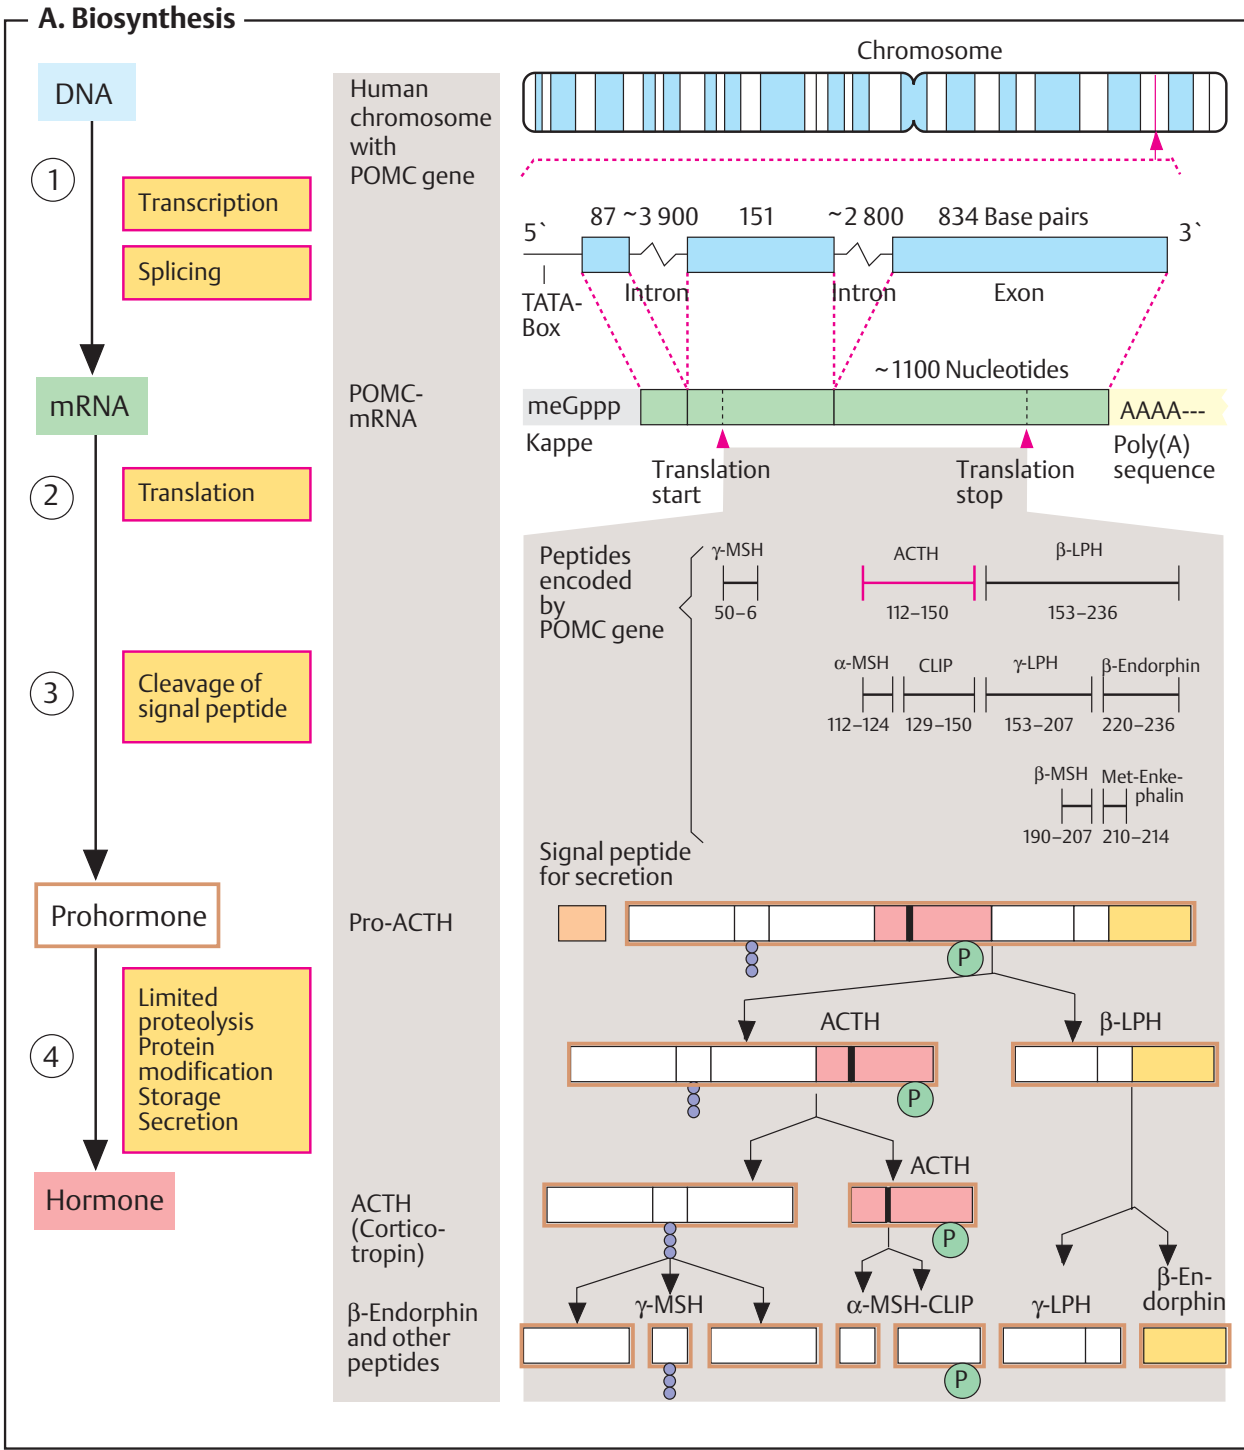 A. Biosynthesis
DNA
1
Transcription
Splicing
mRNA
2
Translation
3
Cleavage of
signal peptide
Prohormone
4
Limited
proteolysis
Protein
modification
Storage
Secretion
Hormone
Human
chromosome
with
POMC gene
POMC-
mRNA
Pro-ACTH
ACTH
(Cortico-
tropin)
β-Endorphin
and other
peptides
Chromosome
87 ~3 900 151 ~2 800 834 Base pairs
5` 3`
TATA-
Box
Intron Intron Exon
~1100 Nucleotides
meGppp AAAA---
Kappe
Poly(A)
sequence
Translation
start
Translation
stop
Peptides
encoded
by
POMC gene
γ-MSH ACTH β-LPH
50–6 112–150 153–236
α-MSH CLIP γ-LPH β-Endorphin
112–124 129–150 153–207 220–236
β-MSH Met-Enke-
phalin
190–207 210–214
Signal peptide
for secretion
P
ACTH β-LPH
P
ACTH
P
γ-MSH α-MSH-CLIP γ-LPH
β-En-
dorphin
P